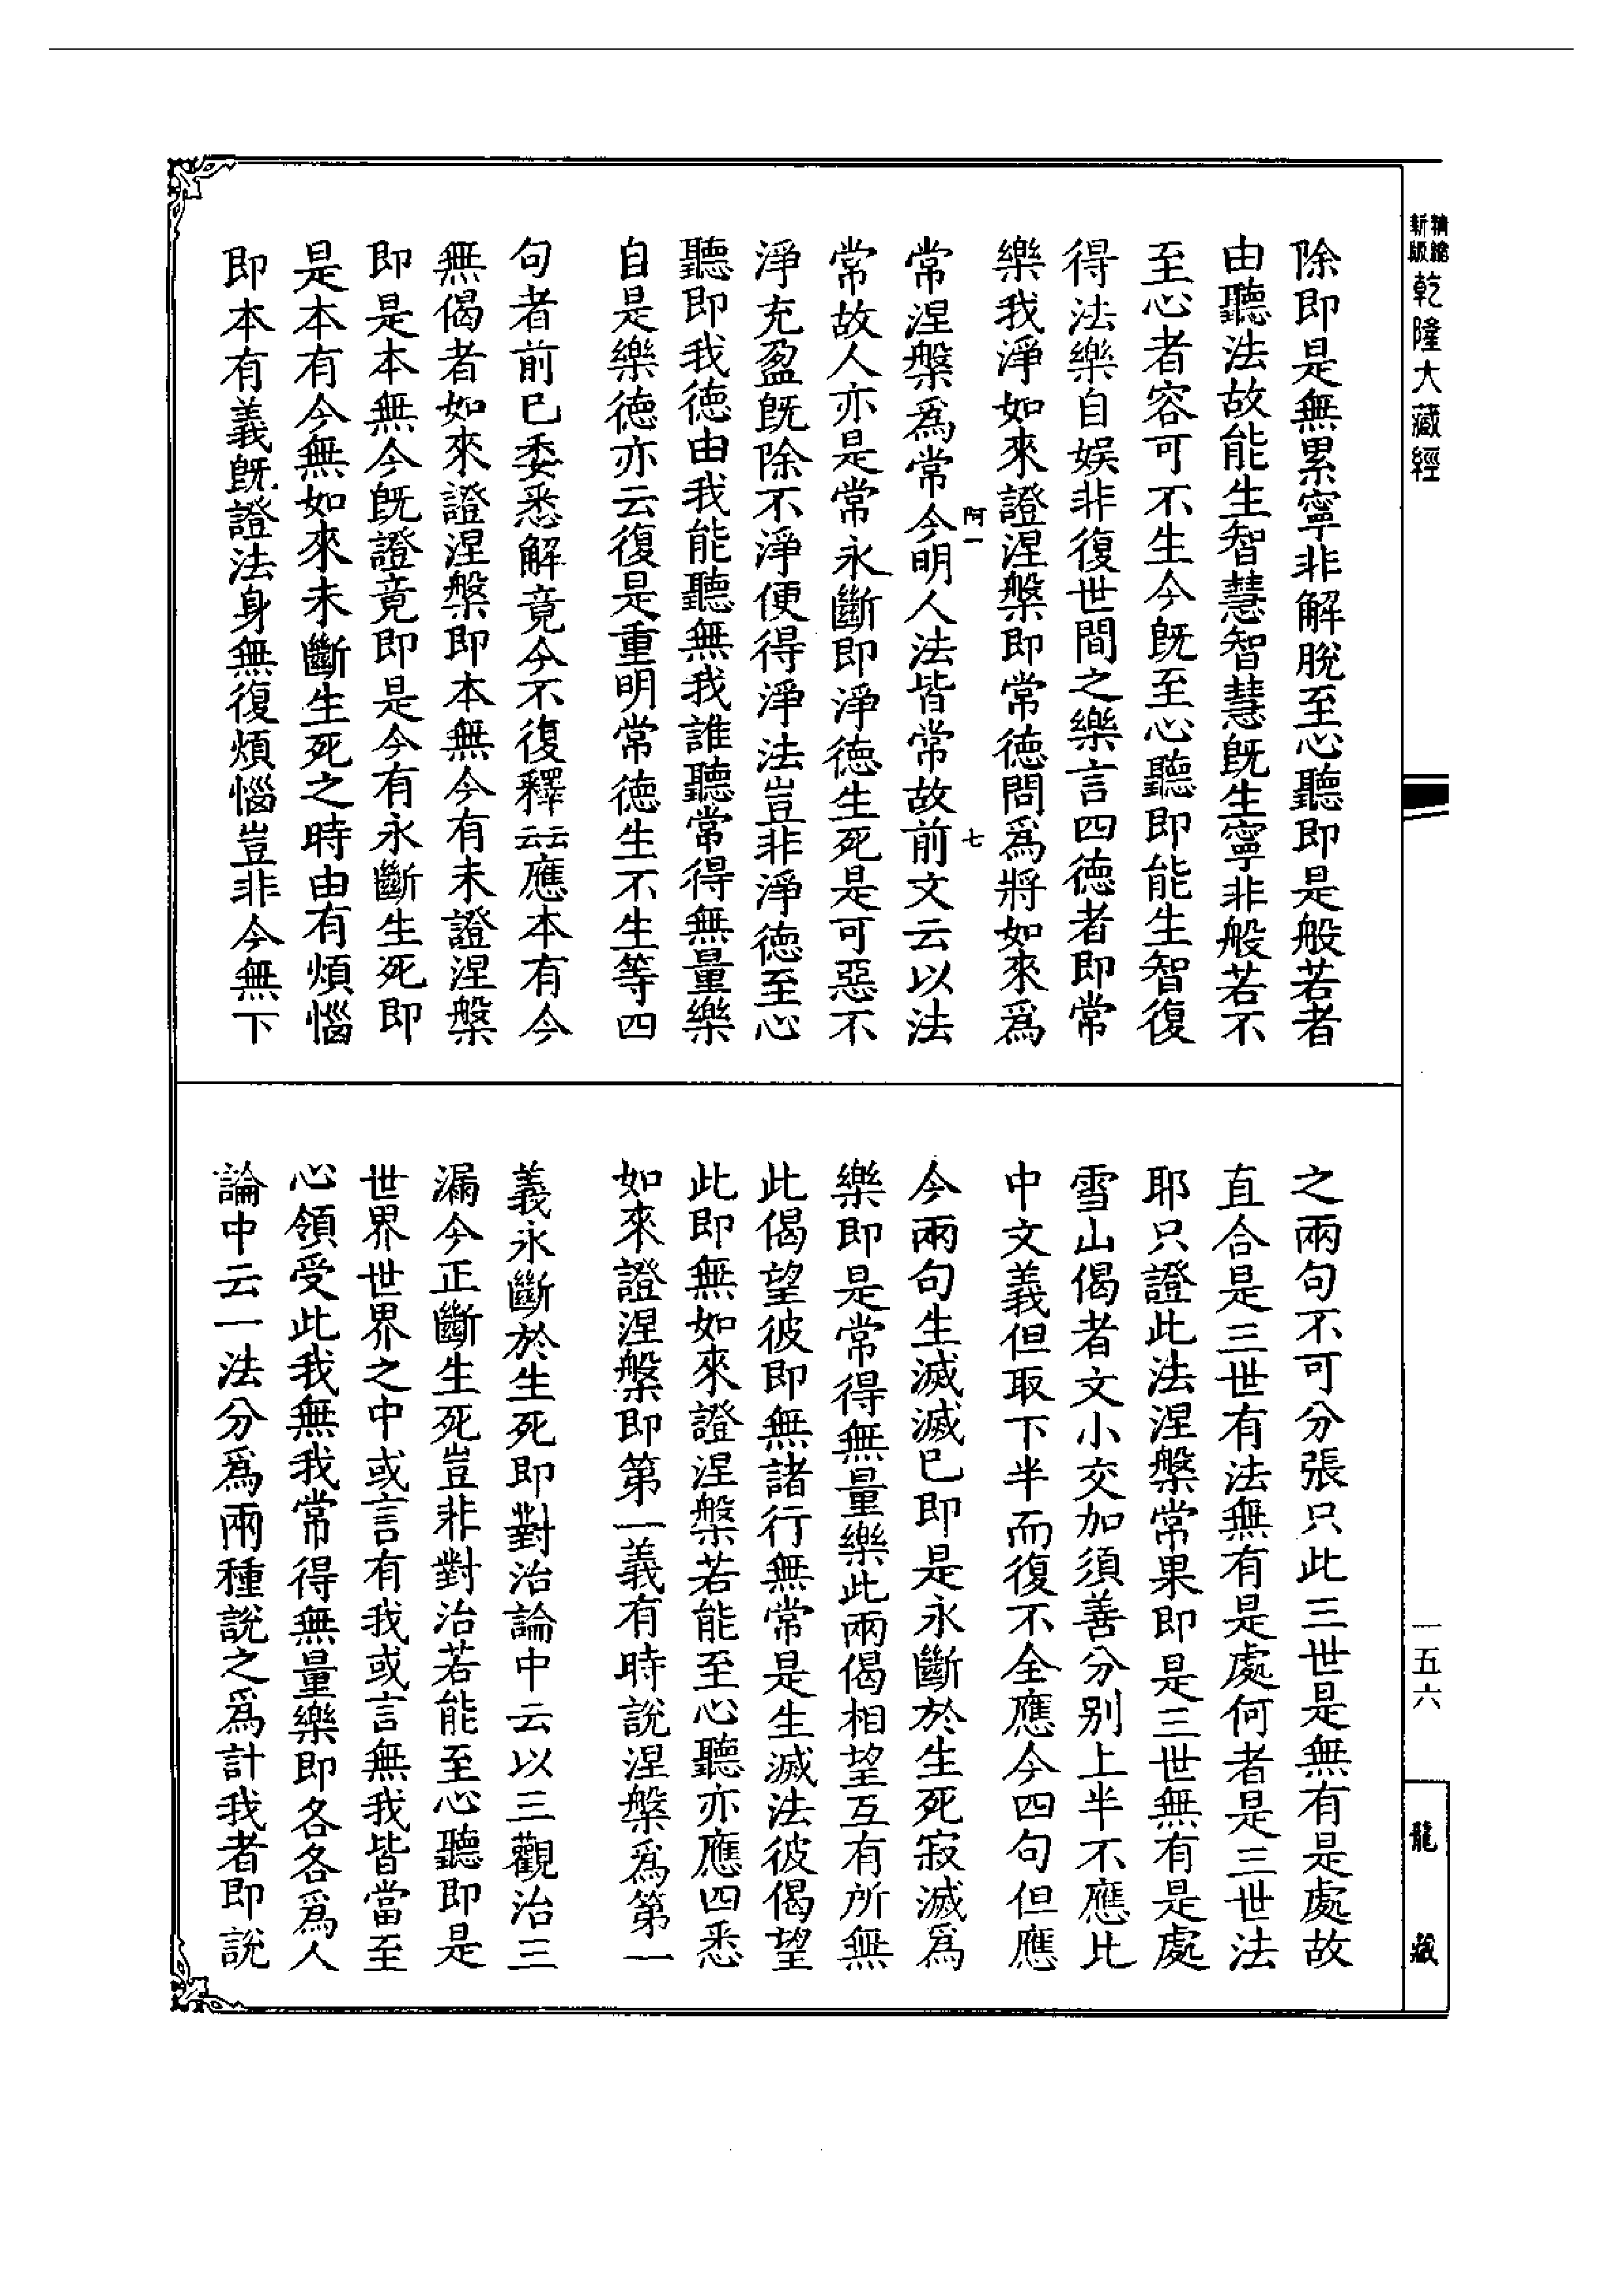 精縮新版乾隆大藏經
除即是無累寧非解脫至心聽即是般若者
由聽法故能生智慧智慧既生寧非般若不
至心者容可不生今既至心聽即能生智復
得法樂自娱非復世間之樂言四德者即常
樂我淨如來證涅槃即常德問爲將如來爲
阿一 七
常涅槃爲常今明人法皆常故前文云以法
常故人亦是常永斷即淨德生死是可惡不
淨充盈既除不淨便得淨法豈非淨德至心
聽即我德由我能聽無我誰聽常得無量樂
自是樂德亦云復是重明常德生不生等四
句者前已委悉解竟今不復釋云云應本有今
無偈者如來證涅槃即本無今有未證涅槃
即是本無今既證竟即是今有永斷生死即
是本有今無如來未斷生死之時由有煩惱
即本有義既證法身無復煩惱豈非今無下
之兩句不可分張只此三世是無有是處故
直合是三世有法無有是處何者是三世法
耶只證此法涅槃常果即是三世無有是處
雪山偈者文小交加須善分别上半不應比
中文義但取下半而復不全應今四句但應
今兩句生滅滅已即是永斷於生死寂滅爲
樂即是常得無量樂此兩偈相望互有所無
此偈望彼即無諸行無常是生滅法彼偈望
此即無如來證涅槃若能至心聽亦應四悉
如來證涅槃即第一義有時說涅槃爲第一
義永斷於生死即對治論中云以三觀治三
漏今正斷生死豈非對治若能至心聽即是
世界世界之中或言有我或言無我皆當至
心領受此我無我常得無量樂即各各爲人
論中云一法分爲兩種說之爲計我者即說
一五六
龍藏